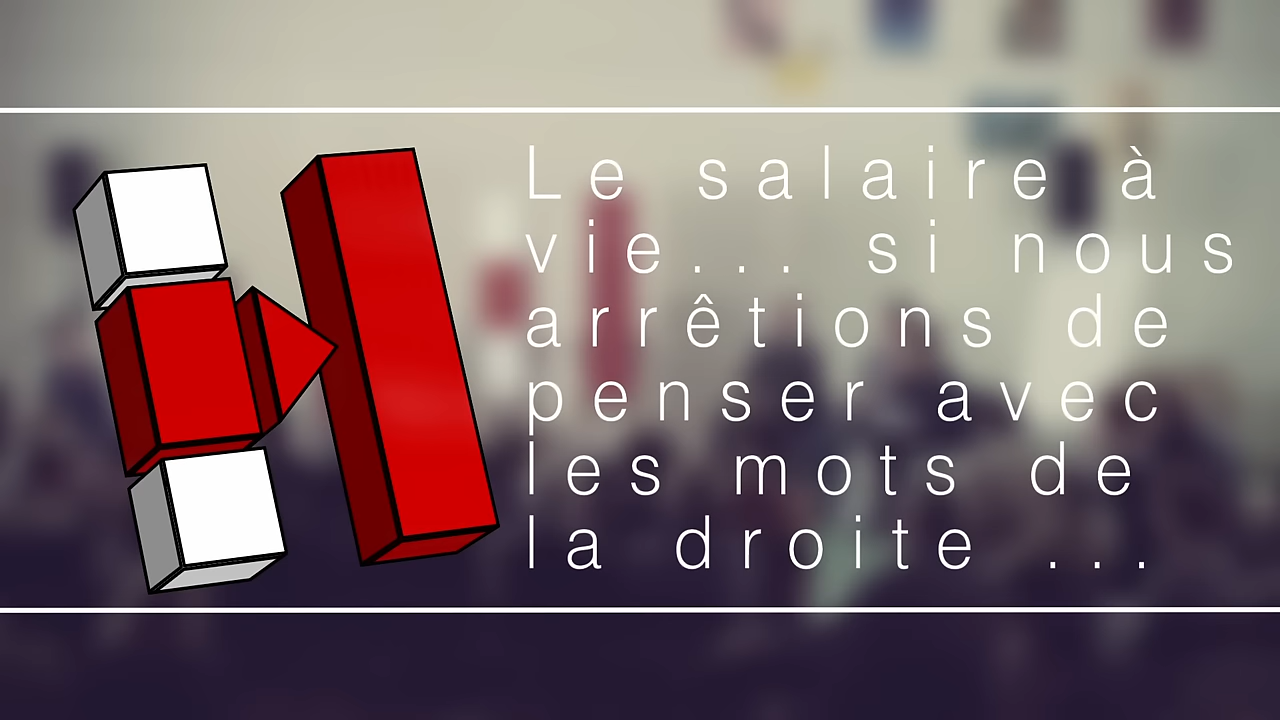 Le salaire à
vie... si nous
arrêtions de
penser avec
les mots de
la droite ...